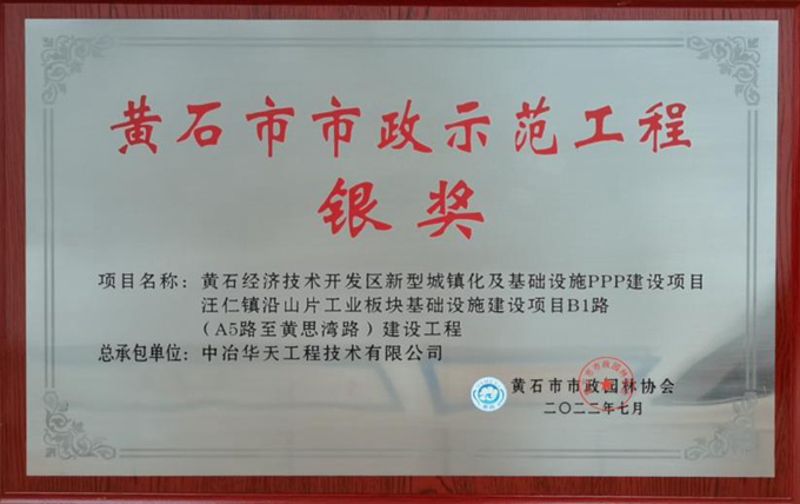 黄石市市政示范工程
银奖
项目名称：黄石经济技术开发区新型城镇化及基础设施PPP建设项目
汪仁镇沿山片工业板块基础设施建设项目B1路
（A5路至黄思湾路）建设工程
总承包单位：中冶华天工程技术有限公司
黄石市市政园林协会
二〇二二年七月